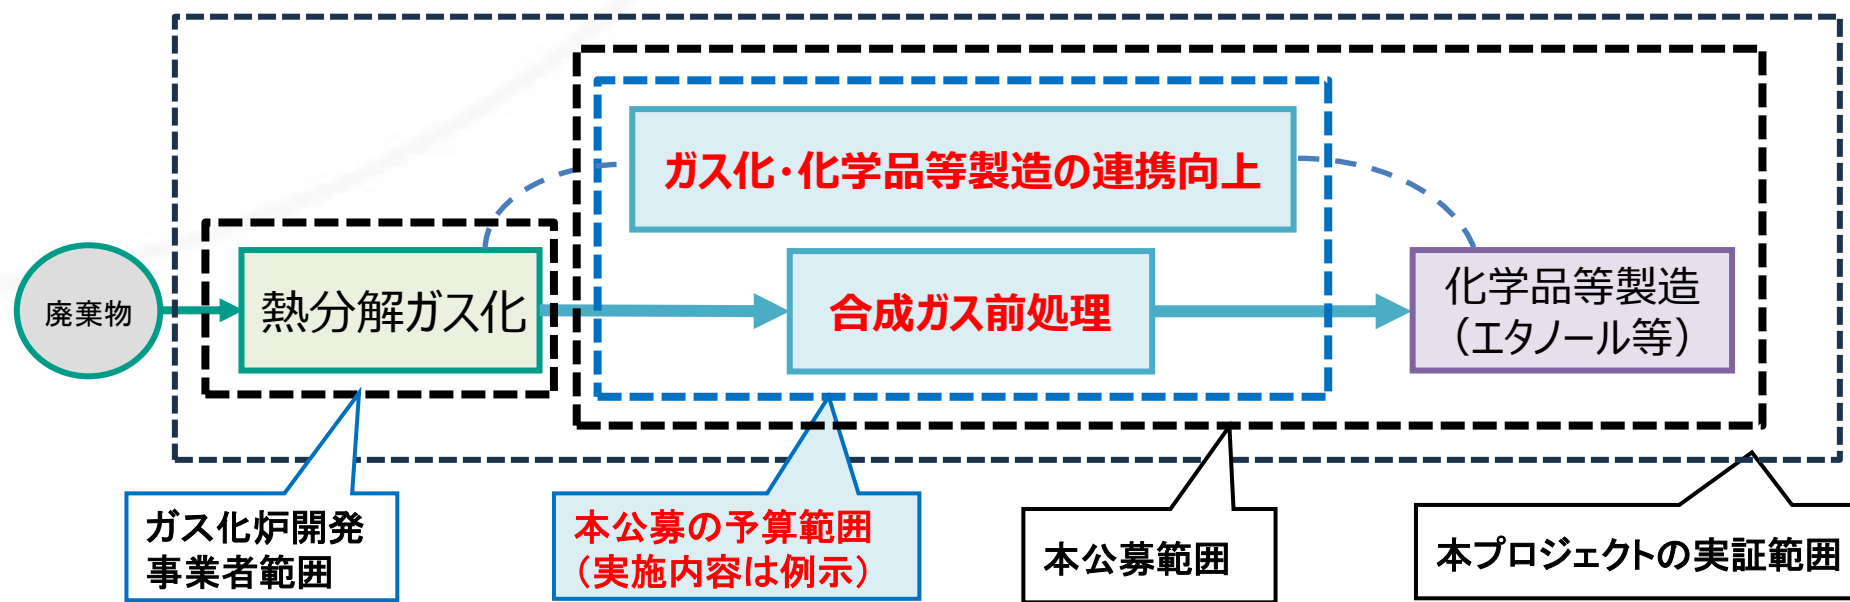 ガス化・化学品等製造の連携向上
廃棄物
熱分解ガス化
合成ガス前処理
化学品等製造
（エタノール等）
ガス化炉開発
事業者範囲
本公募の予算範囲
（実施内容は例示）
本公募範囲
本プロジェクトの実証範囲